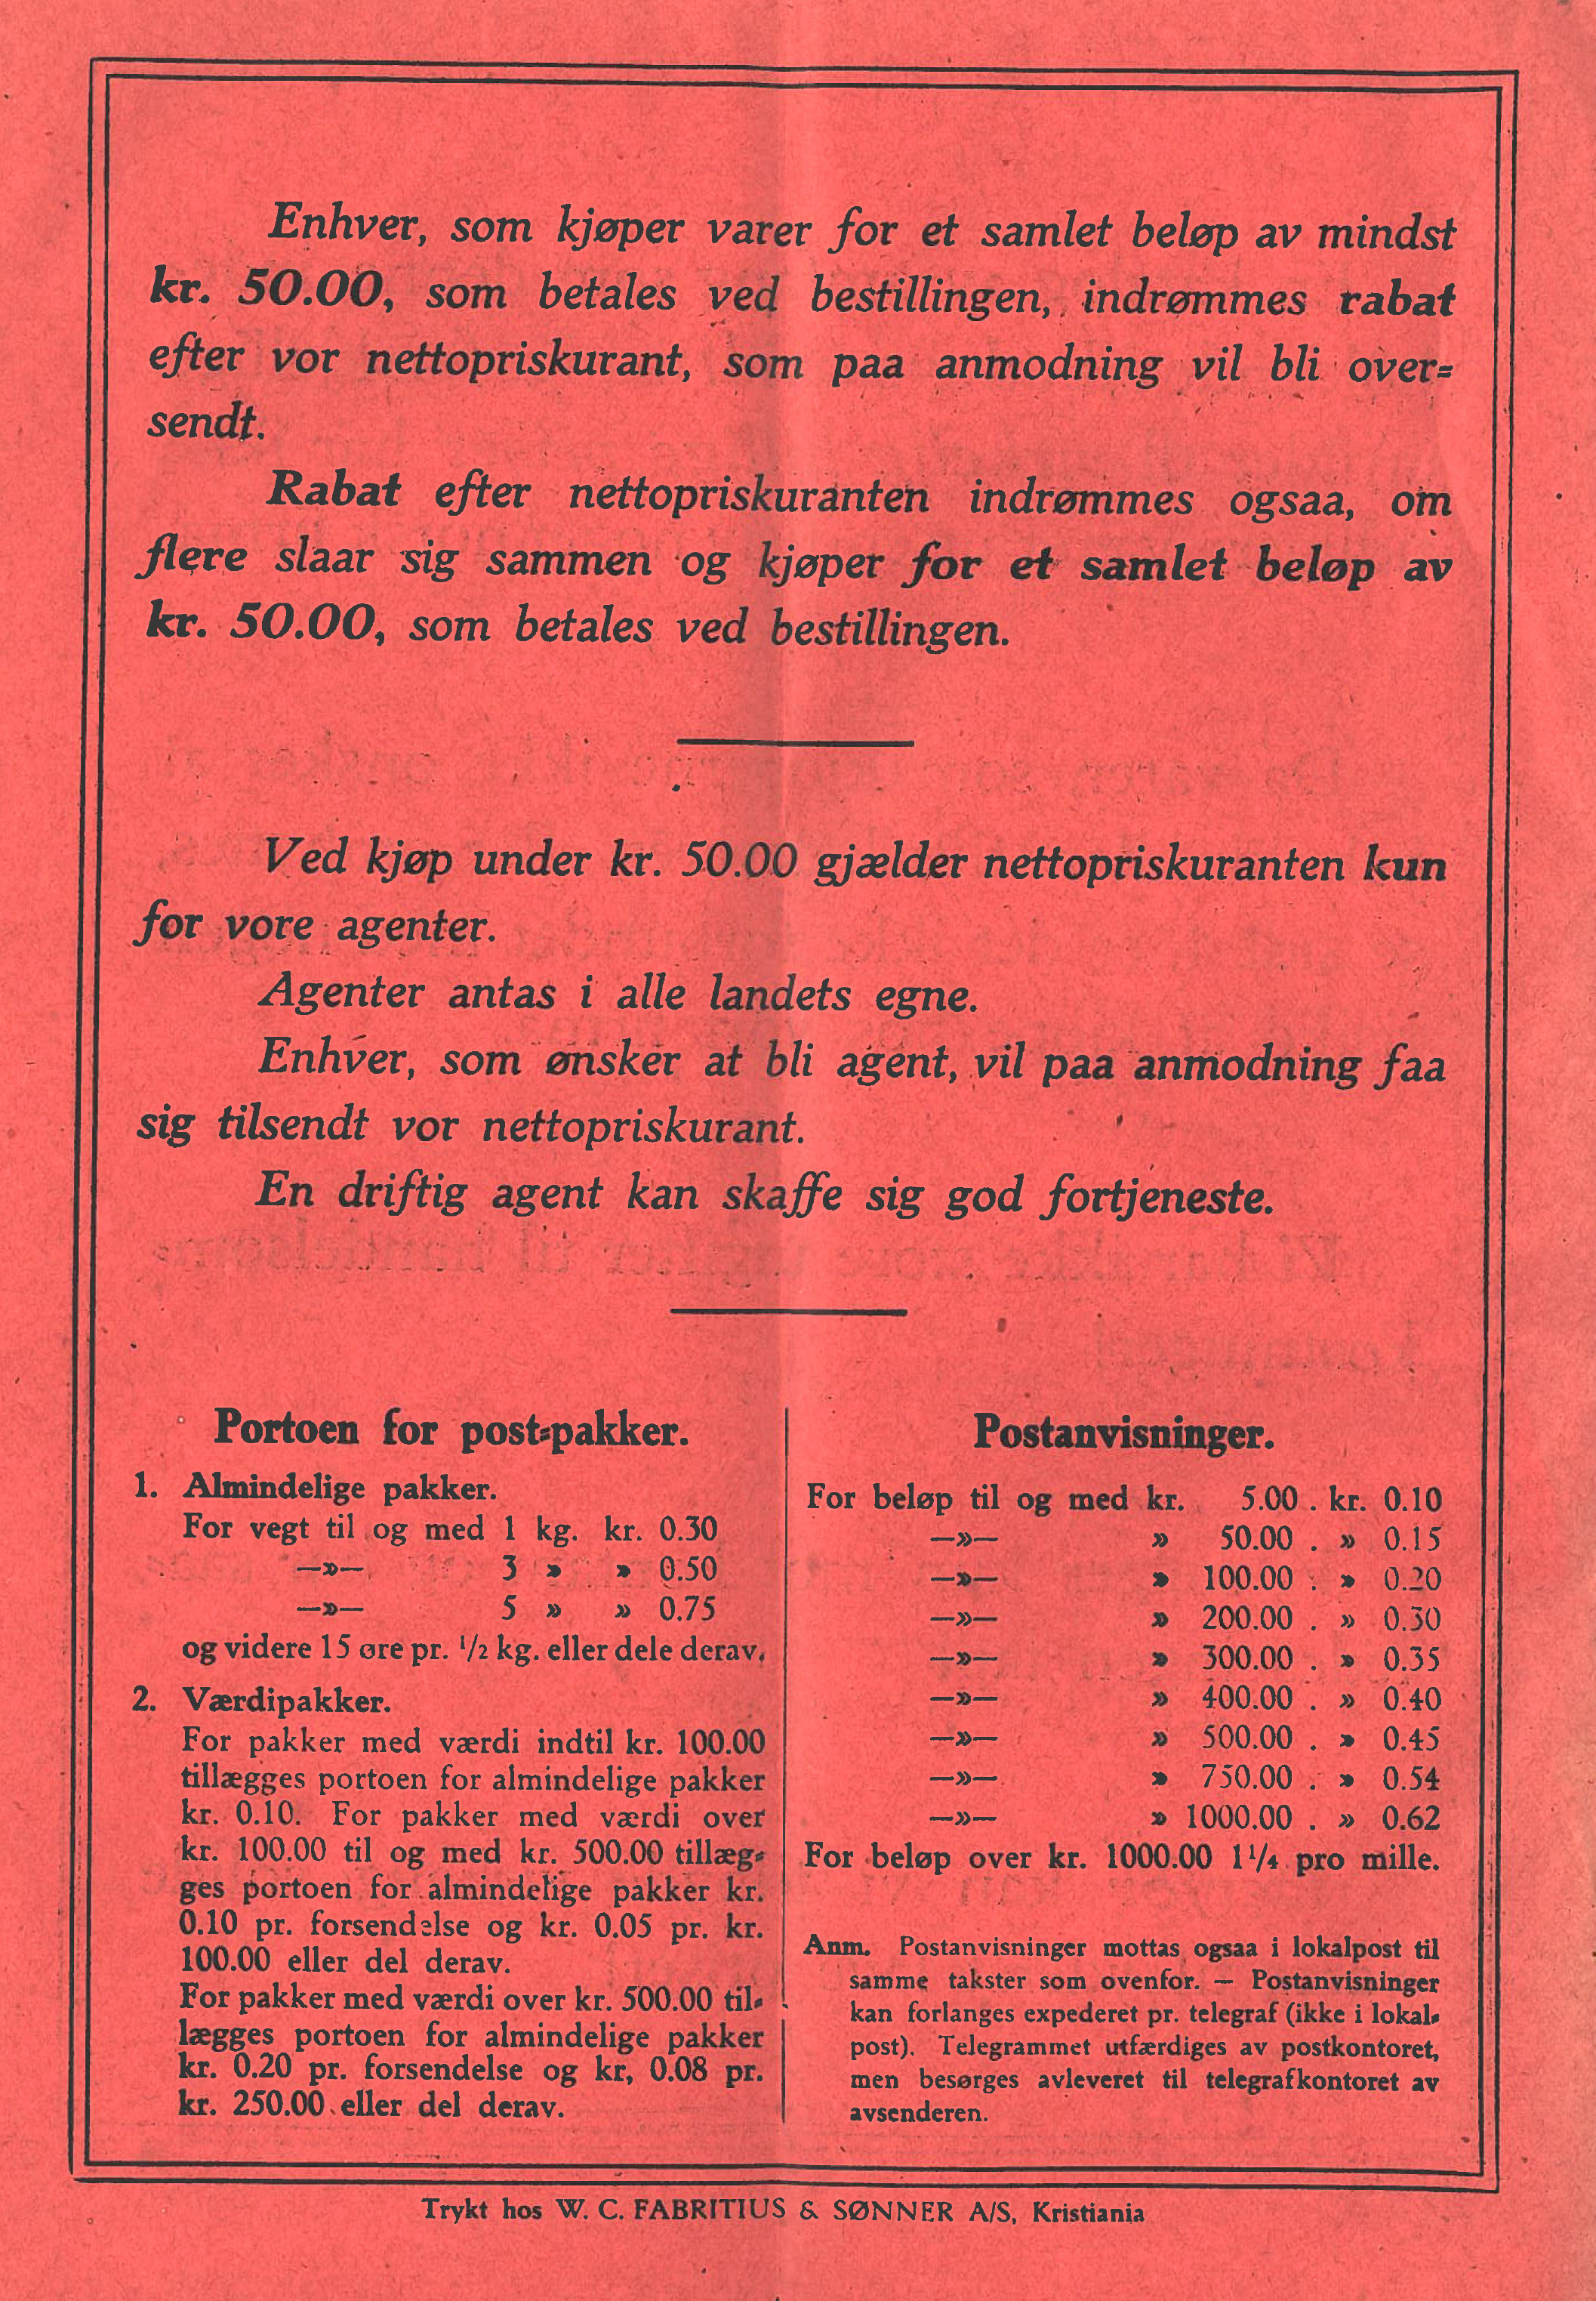 Enhver, som kjøper varer for et samlet beløp av mindst
kr. 50.00, som betales ved bestillingen, indrømmes rabat
efter vor nettopriskurant, som paa anmodning vil bli over-
sendt.
Rabat efter nettopriskuranten indrømmes ogsaa, om
flere slaar sig sammen og kjøper for et samlet beløp av
kr. 50.00, som betales ved bestillingen.
Ved kjøp under kr. 50.00 gjælder nettopriskuranten kun
for vore agenter.
Agenter antas i alle landets egne.
Enhver, som ønsker at bli agent, vil paa anmodning faa
sig tilsendt vor nettopriskurant.
En driftig agent kan skaffe sig god fortjeneste.
Portoen for post-pakker.
1. Almindelige pakker.
For vegt til og med 1 kg. kr. 0.30
—»— 3 » » 0.50
—»— 5 » » 0.75
og videre 15 øre pr. 1/2 kg. eller dele derav.
2. Værdipakker.
For pakker med værdi indtil kr. 100.00
tillægges portoen for almindelige pakker
kr. 0.10. For pakker med værdi over
kr. 100.00 til og med kr. 500.00 tillæg-
ges portoen for almindelige pakker kr.
0.10 pr. forsendelse og kr. 0.05 pr. kr.
100.00 eller del derav.
For pakker med værdi over kr. 500.00 til-
lægges portoen for almindelige pakker
kr. 0.20 pr. forsendelse og kr, 0.08 pr.
kr. 250.00 eller del derav.
Postanvisninger.
For beløp til og med kr. 5.00 . kr. 0.10
—»— » 50.00 . » 0.15
—»— » 100.00 . » 0.20
—»— » 200.00 . » 0.30
—»— » 300.00 . » 0.35
—»— » 400.00 . » 0.40
—»— » 500.00 . » 0.45
—»— » 750.00 . » 0.54
—»— » 1000.00 . » 0.62
For beløp over kr. 1000.00 1 1/4 pro mille.
Anm. Postanvisninger mottas ogsaa i lokalpost til
samme takster som ovenfor. — Postanvisninger
kan forlanges expederet pr. telegraf (ikke i lokal-
post). Telegrammet utfærdiges av postkontoret,
men besørges avleveret til telegrafkontoret av
avsenderen.
Trykt hos W. C. FABRITIUS & SØNNER A/S, Kristiania